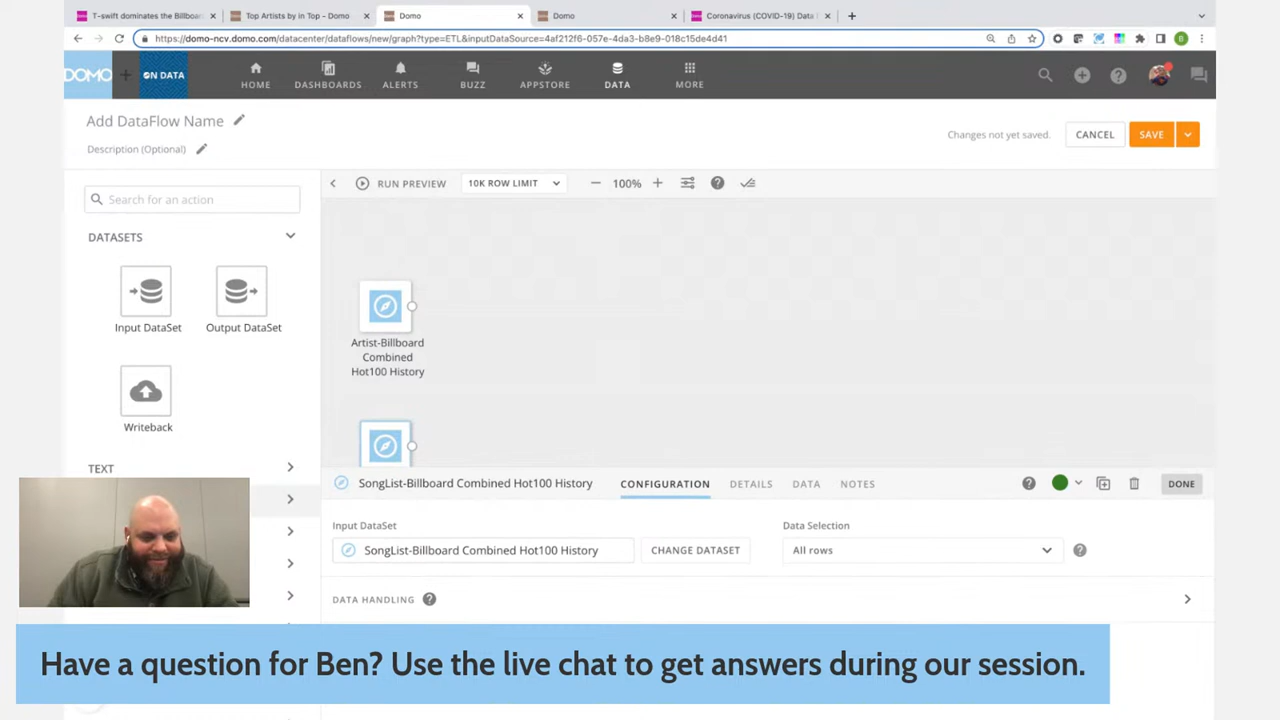 T-swift dominates the Billboar
Top Artists by in Top - Domo
Domo
Domo
Coronavirus (COVID-19) Data
https://domo-ncv.domo.com/datacenter/dataflows/new/graph?type=ETL&inputDataSource=4af212f6-057e-4da3-b8e9-018c15de4d41
B
DOMO
ON DATA
HOME
DASHBOARDS
ALERTS
BUZZ
APPSTORE
DATA
MORE
Add DataFlow Name
Description (Optional)
Changes not yet saved.
CANCEL
SAVE
Search for an action
RUN PREVIEW
10K ROW LIMIT
100%
DATASETS
Input DataSet
Output DataSet
Writeback
TEXT
Artist-Billboard
Combined
Hot100 History
SongList-Billboard Combined Hot100 History
CONFIGURATION
DETAILS
DATA
NOTES
DONE
Input DataSet
SongList-Billboard Combined Hot100 History
CHANGE DATASET
Data Selection
All rows
DATA HANDLING
Have a question for Ben? Use the live chat to get answers during our session.